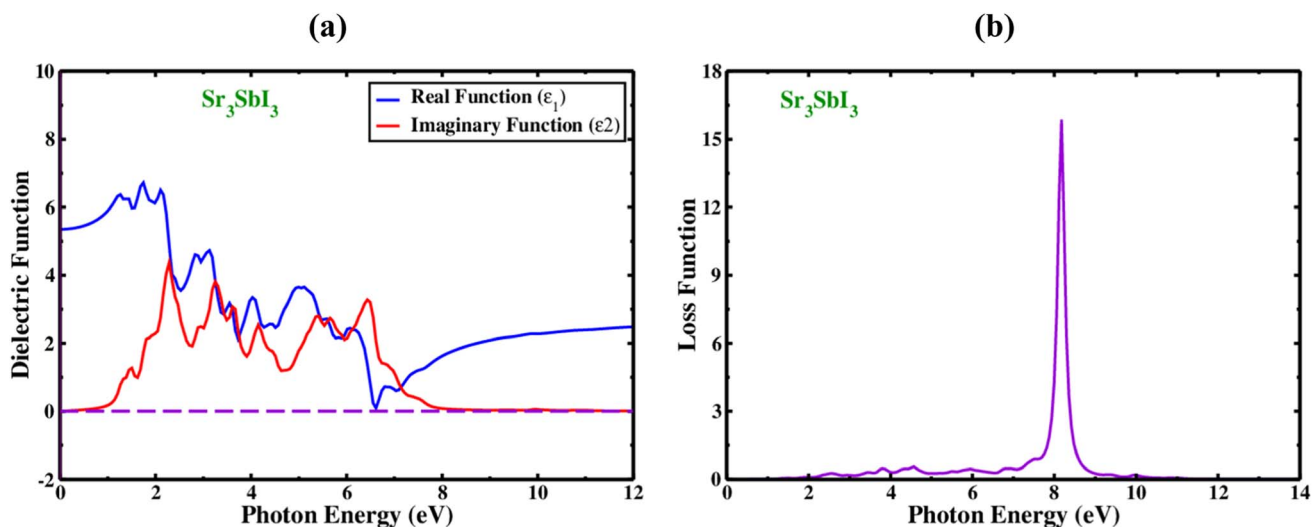 (a)
10
8
6
4
2
0
-2
Dielectric Function
Sr₃SbI₃
Real Function (ε₁)
Imaginary Function (ε2)
0 2 4 6 8 10 12
Photon Energy (eV)
(b)
18
15
12
9
6
3
0
Loss Function
Sr₃SbI₃
0 2 4 6 8 10 12 14
Photon Energy (eV)